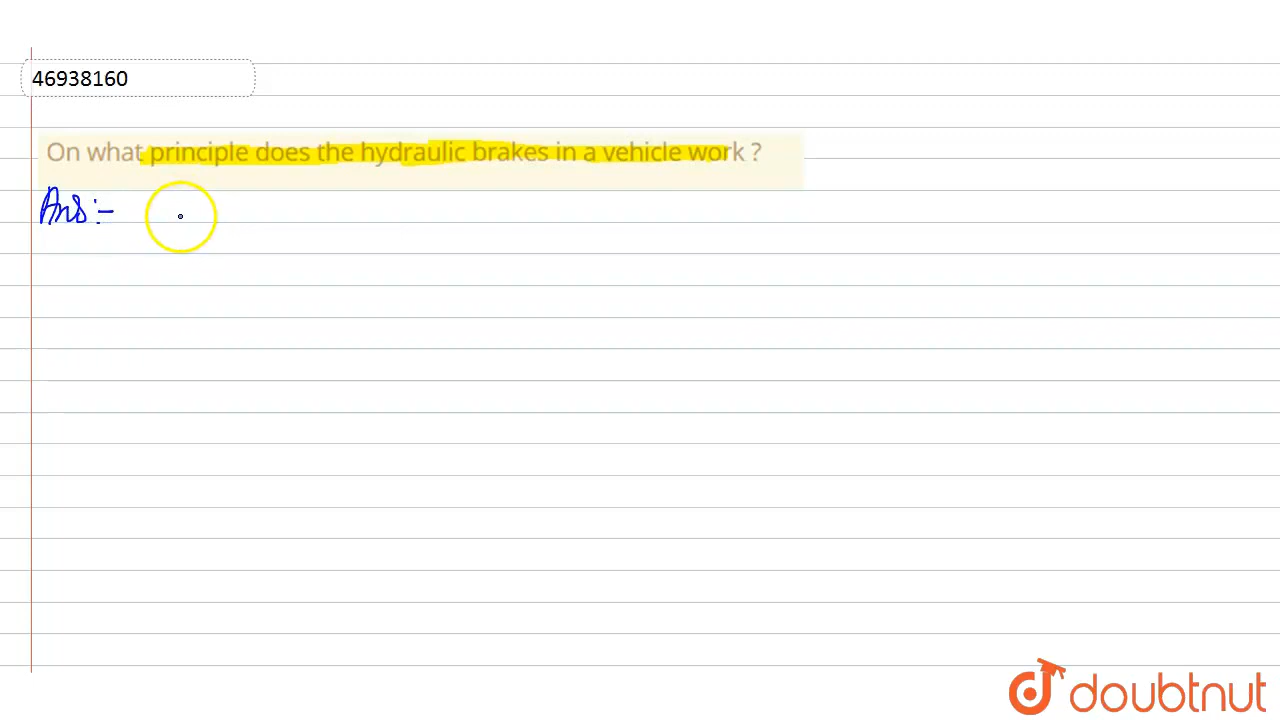 46938160
On what principle does the hydraulic brakes in a vehicle work ?
Ans :-
doubtnut